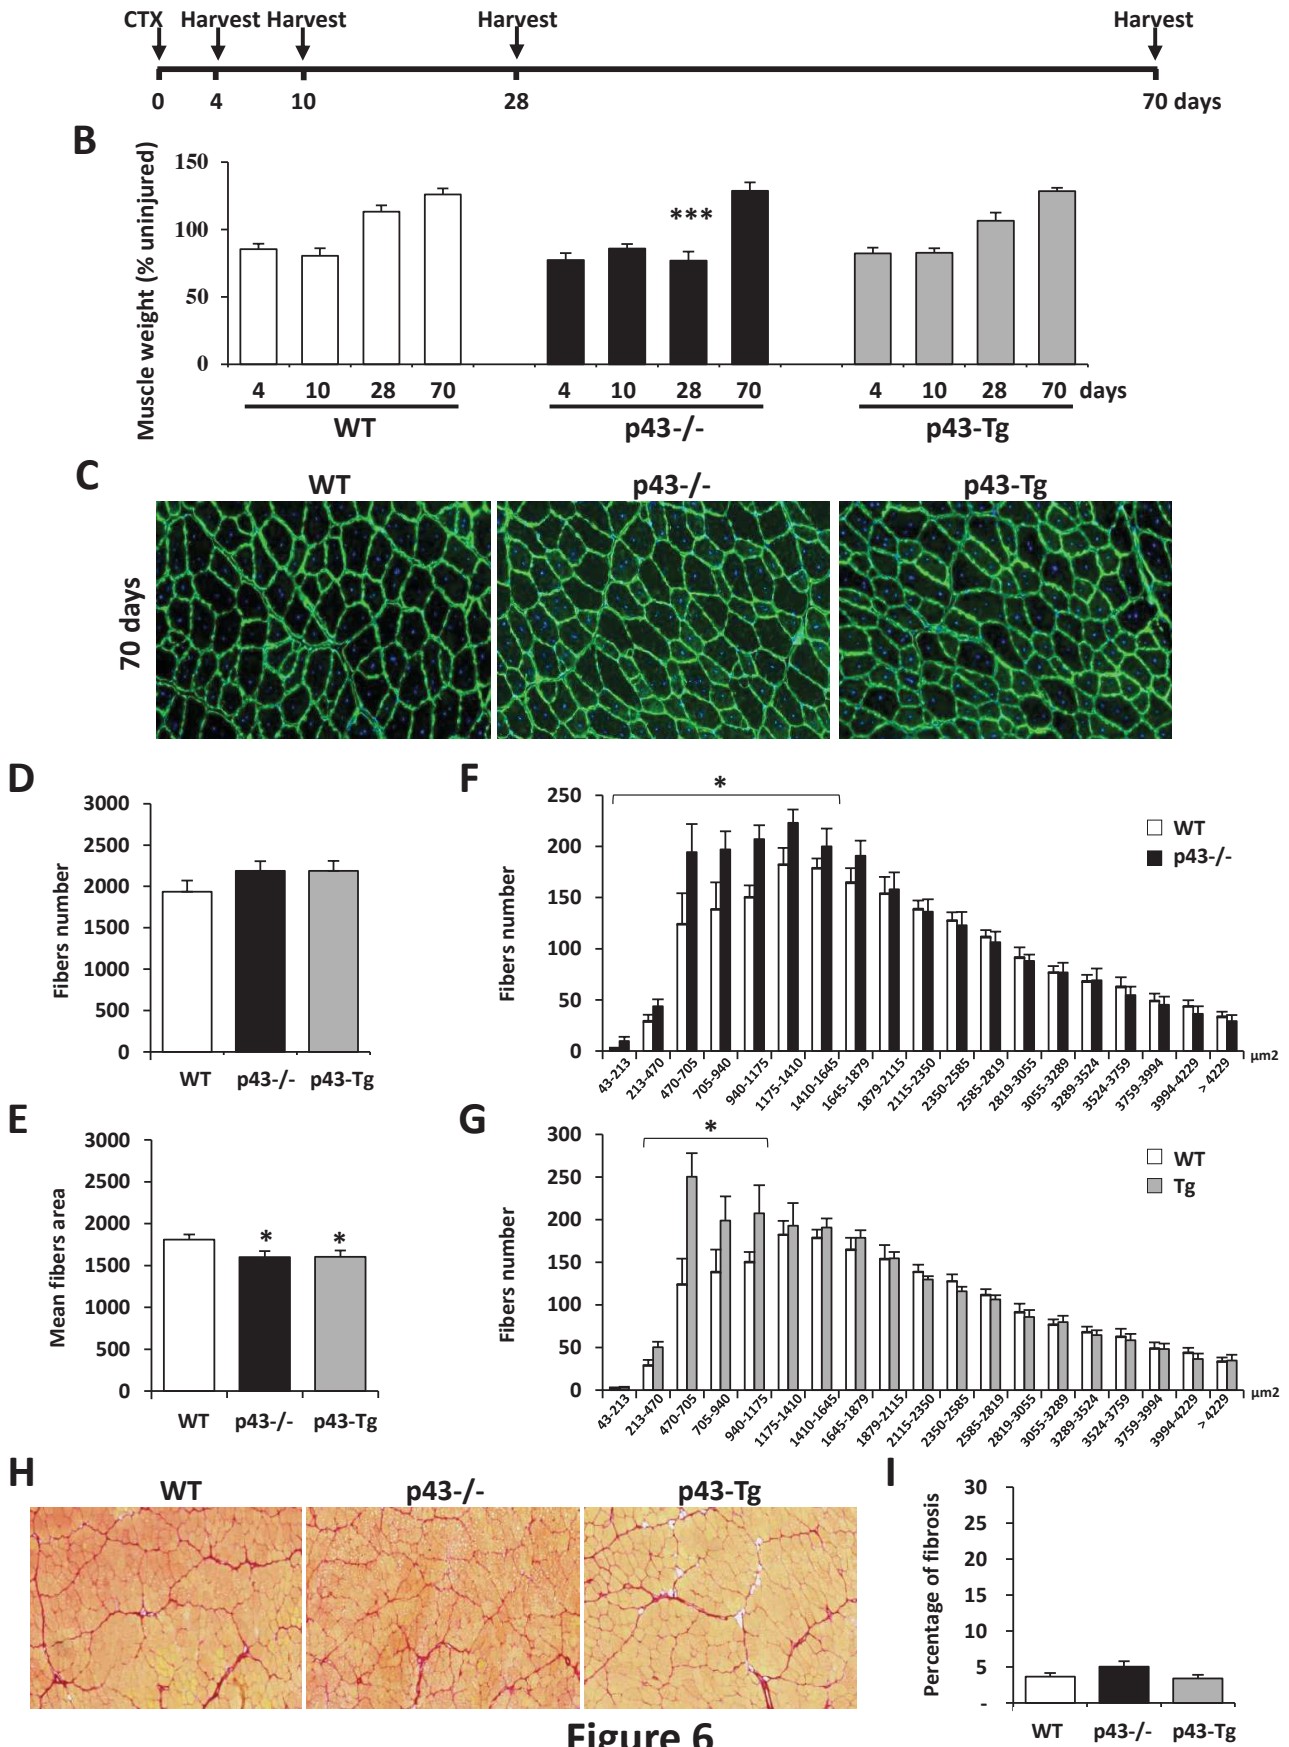 CTX Harvest Harvest Harvest Harvest
0 4 10 28 70 days
B
Muscle weight (% uninjured)
150
100
50
0
***
4 10 28 70 4 10 28 70 4 10 28 70 days
WT p43-/- p43-Tg
C
WT p43-/- p43-Tg
70 days
D
Fibers number
3000
2500
2000
1500
1000
500
0
WT p43-/- p43-Tg
F
Fibers number
250
200
150
100
50
0
*
WT
p43-/-
43-213 213-470 470-705 705-940 940-1175 1175-1410 1410-1645 1645-1879 1879-2115 2115-2350 2350-2585 2585-2819 2819-3055 3055-3289 3289-3524 3524-3759 3759-3994 3994-4229 > 4229 µm2
E
Mean fibers area
3000
2500
2000
1500
1000
500
0
* *
WT p43-/- p43-Tg
G
Fibers number
300
250
200
150
100
50
0
*
WT
Tg
43-213 213-470 470-705 705-940 940-1175 1175-1410 1410-1645 1645-1879 1879-2115 2115-2350 2350-2585 2585-2819 2819-3055 3055-3289 3289-3524 3524-3759 3759-3994 3994-4229 > 4229 µm2
H
WT p43-/- p43-Tg
I
Percentage of fibrosis
30
25
20
15
10
5
-
WT p43-/- p43-Tg
Figure 6